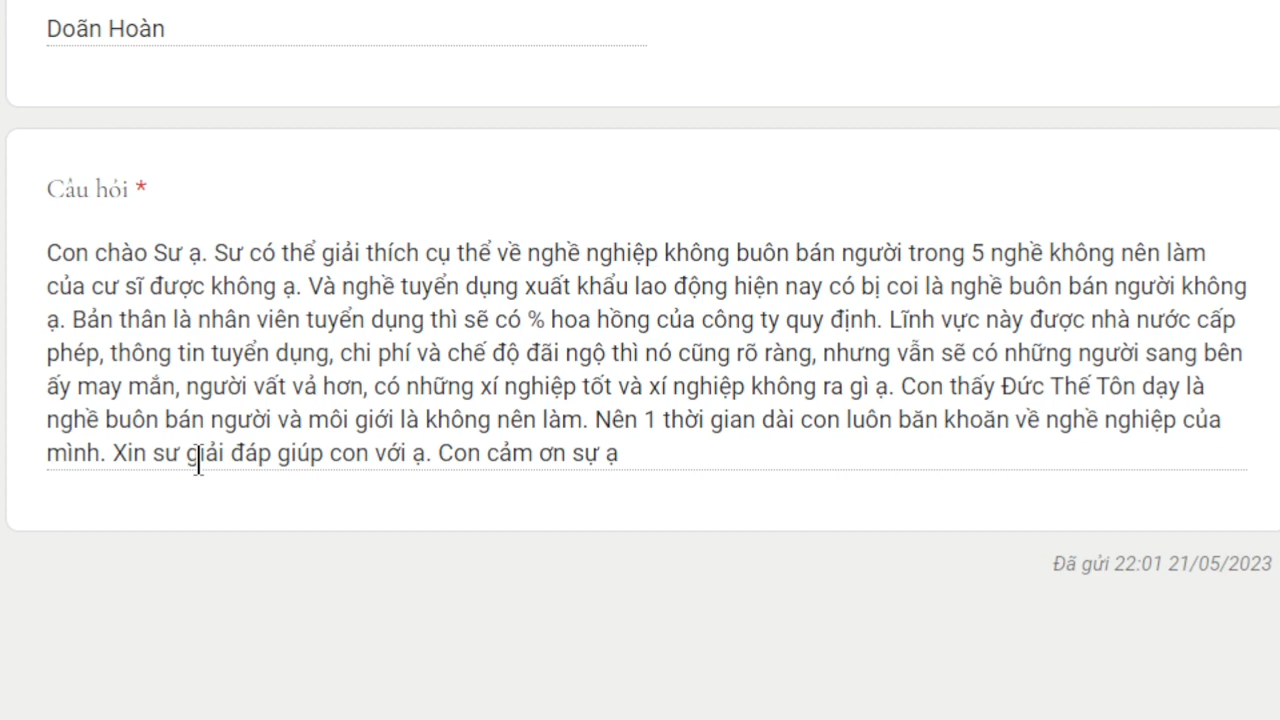 Doãn Hoàn
Câu hỏi *
Con chào Sư ạ. Sư có thể giải thích cụ thể về nghề nghiệp không buôn bán người trong 5 nghề không nên làm
của cư sĩ được không ạ. Và nghề tuyển dụng xuất khẩu lao động hiện nay có bị coi là nghề buôn bán người không
ạ. Bản thân là nhân viên tuyển dụng thì sẽ có % hoa hồng của công ty quy định. Lĩnh vực này được nhà nước cấp
phép, thông tin tuyển dụng, chi phí và chế độ đãi ngộ thì nó cũng rõ ràng, nhưng vẫn sẽ có những người sang bên
ấy may mắn, người vất vả hơn, có những xí nghiệp tốt và xí nghiệp không ra gì ạ. Con thấy Đức Thế Tôn dạy là
nghề buôn bán người và môi giới là không nên làm. Nên 1 thời gian dài con luôn băn khoăn về nghề nghiệp của
mình. Xin sư giải đáp giúp con với ạ. Con cảm ơn sự ạ
Đã gửi 22:01 21/05/2023